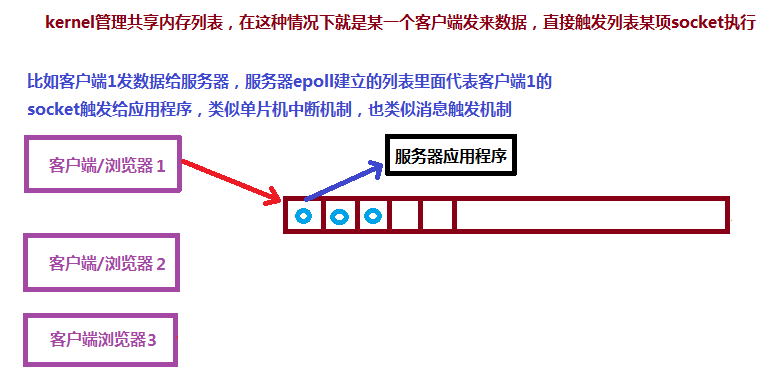 kernel管理共享内存列表，在这种情况下就是某一个客户端发来数据，直接触发列表某项socket执行
比如客户端1发数据给服务器，服务器epoll建立的列表里面代表客户端1的
socket触发给应用程序，类似单片机中断机制，也类似消息触发机制
客户端/浏览器1
服务器应用程序
客户端/浏览器2
客户端浏览器3